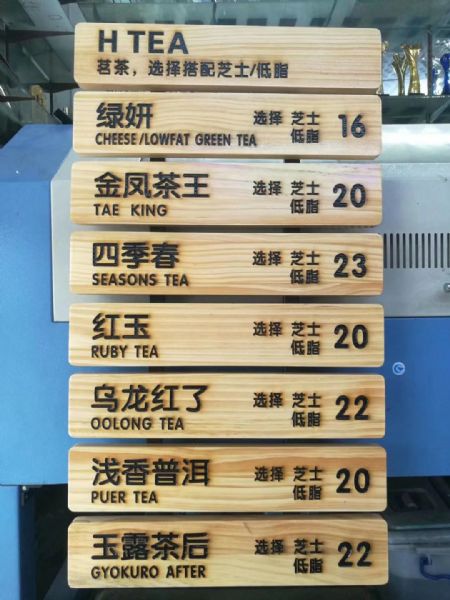 H TEA
茗茶，选择搭配芝士/低脂
绿妍 选择 芝士 16
CHEESE/LOWFAT GREEN TEA 低脂
金凤茶王 选择 芝士 20
TAE KING 低脂
四季春 选择 芝士 23
SEASONS TEA 低脂
红玉 选择 芝士 20
RUBY TEA 低脂
乌龙红了 选择 芝士 22
OOLONG TEA 低脂
浅香普洱 选择 芝士 20
PUER TEA 低脂
玉露茶后 选择 芝士 22
GYOKURO AFTER 低脂